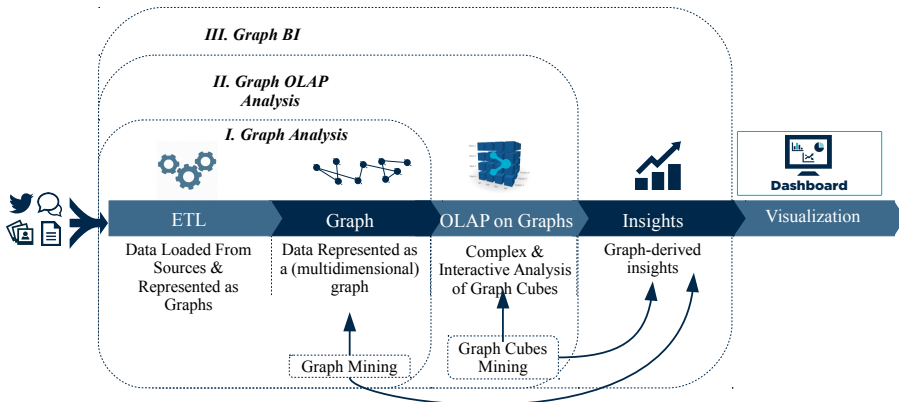 III. Graph BI
II. Graph OLAP
Analysis
I. Graph Analysis
Dashboard
ETL
Graph
OLAP on Graphs
Insights
Visualization
Data Loaded From
Sources &
Represented as
Graphs
Data Represented as
a (multidimensional)
graph
Complex &
Interactive Analysis
of Graph Cubes
Graph-derived
insights
Graph Mining
Graph Cubes
Mining